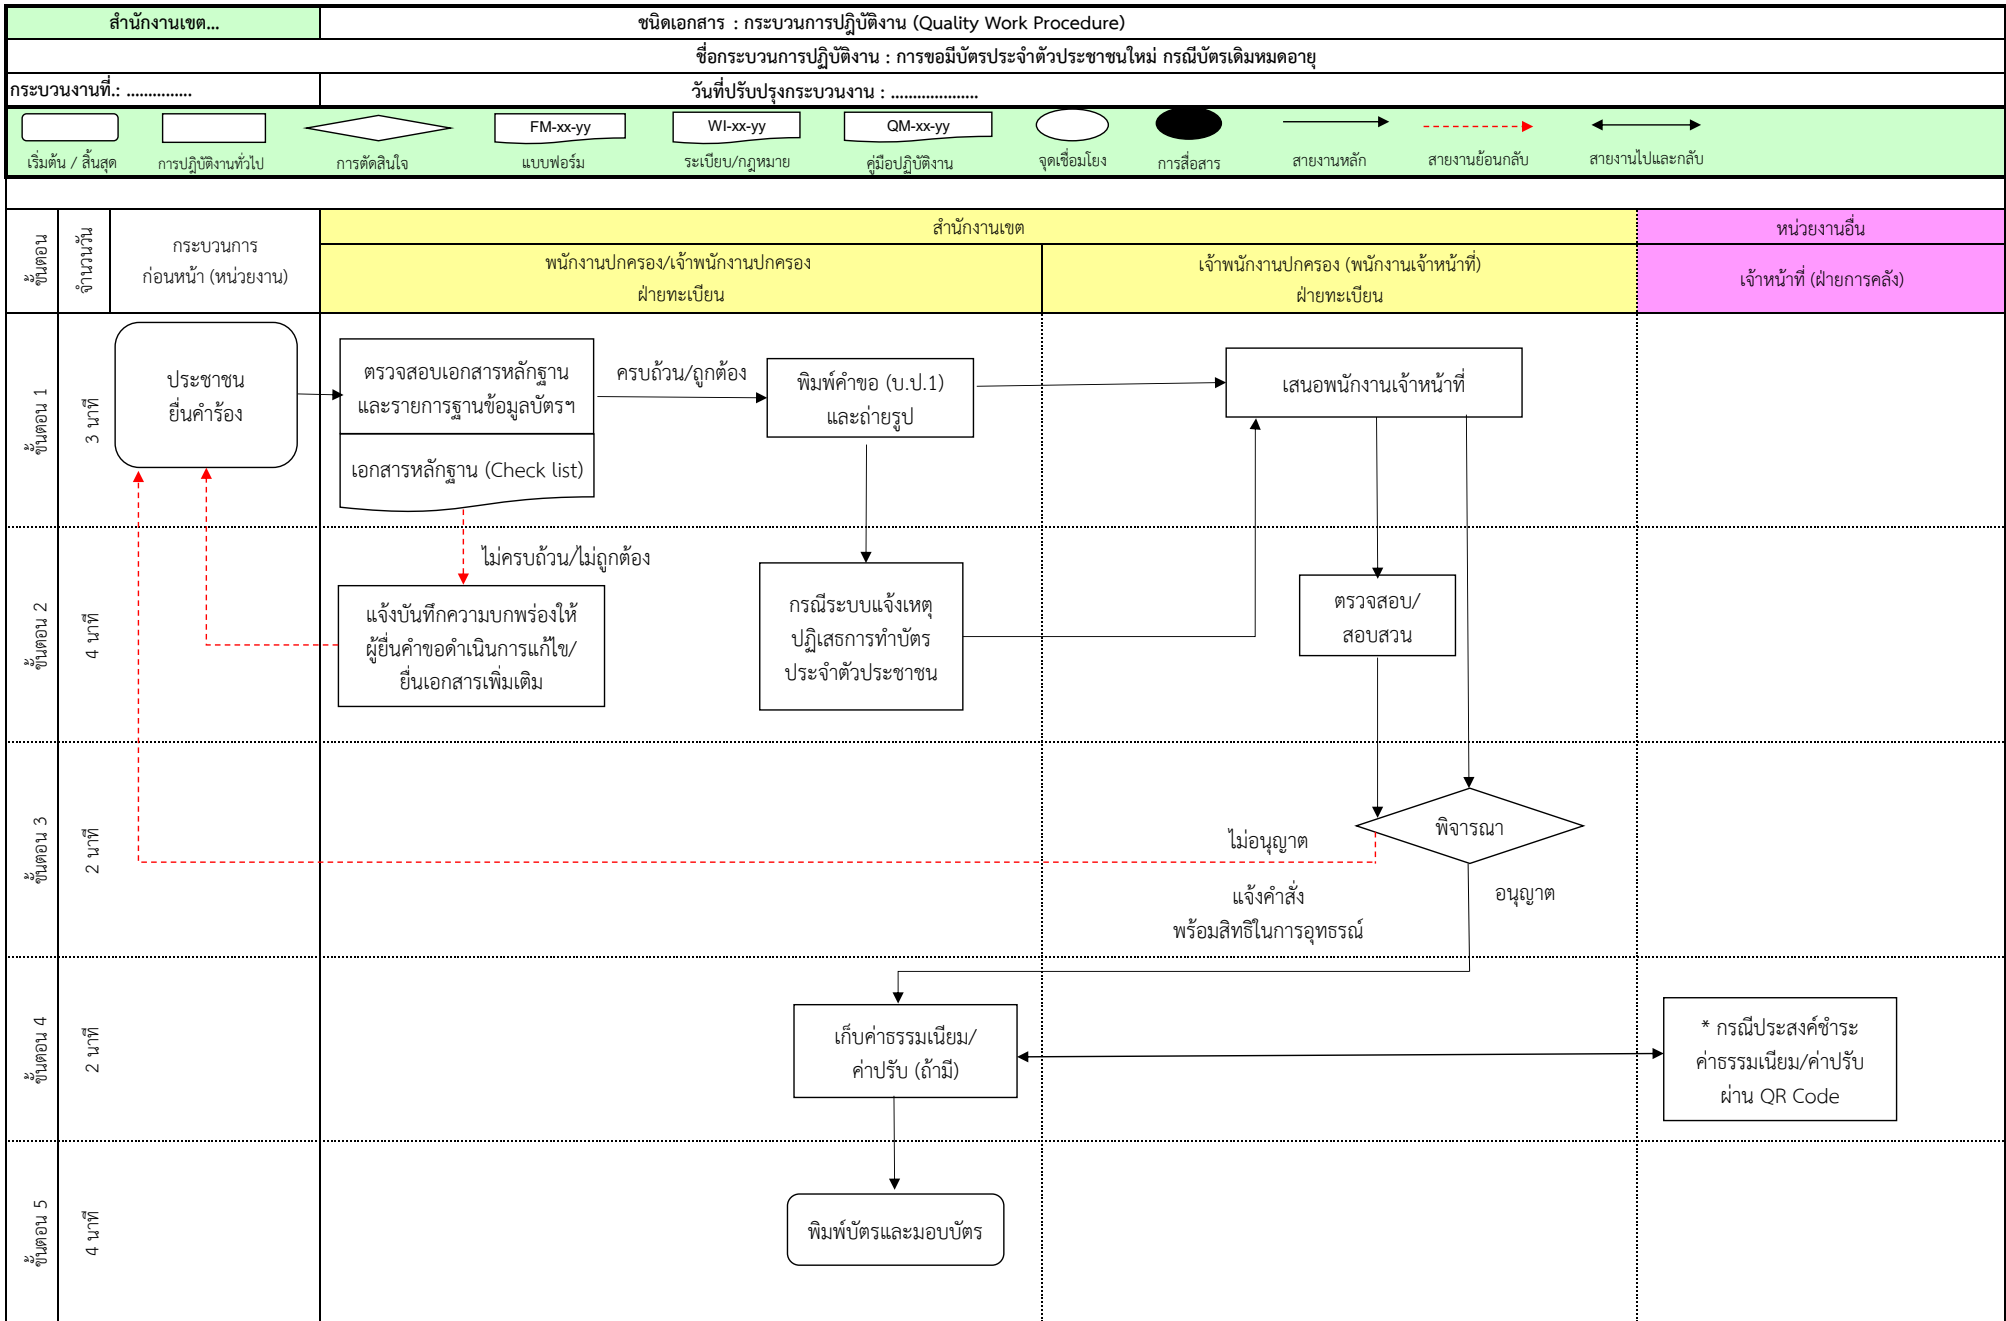 สำนักงานเขต...
ชนิดเอกสาร : กระบวนการปฎิบัติงาน (Quality Work Procedure)
ชื่อกระบวนการปฏิบัติงาน : การขอมีบัตรประจำตัวประชาชนใหม่ กรณีบัตรเดิมหมดอายุ
กระบวนงานที่.: ...............
วันที่ปรับปรุงกระบวนงาน : ....................
FM-xx-yy
WI-xx-yy
QM-xx-yy
เริ่มต้น / สิ้นสุด
การปฎิบัติงานทั่วไป
การตัดสินใจ
แบบฟอร์ม
ระเบียบ/กฎหมาย
คู่มือปฏิบัติงาน
จุดเชื่อมโยง
การสื่อสาร
สายงานหลัก
สายงานย้อนกลับ
สายงานไปและกลับ
ขั้นตอน
จำนวนวัน
กระบวนการ
ก่อนหน้า (หน่วยงาน)
สำนักงานเขต
หน่วยงานอื่น
พนักงานปกครอง/เจ้าพนักงานปกครอง
ฝ่ายทะเบียน
เจ้าพนักงานปกครอง (พนักงานเจ้าหน้าที่)
ฝ่ายทะเบียน
เจ้าหน้าที่ (ฝ่ายการคลัง)
ขั้นตอน 1
3 นาที
ประชาชน
ยื่นคำร้อง
ตรวจสอบเอกสารหลักฐาน
และรายการฐานข้อมูลบัตรฯ
เอกสารหลักฐาน (Check list)
ครบถ้วน/ถูกต้อง
พิมพ์คำขอ (บ.ป.1)
และถ่ายรูป
เสนอพนักงานเจ้าหน้าที่
ขั้นตอน 2
4 นาที
ไม่ครบถ้วน/ไม่ถูกต้อง
แจ้งบันทึกความบกพร่องให้
ผู้ยื่นคำขอดำเนินการแก้ไข/
ยื่นเอกสารเพิ่มเติม
กรณีระบบแจ้งเหตุ
ปฏิเสธการทำบัตร
ประจำตัวประชาชน
ตรวจสอบ/
สอบสวน
ขั้นตอน 3
2 นาที
พิจารณา
ไม่อนุญาต
แจ้งคำสั่ง
พร้อมสิทธิในการอุทธรณ์
อนุญาต
ขั้นตอน 4
2 นาที
เก็บค่าธรรมเนียม/
ค่าปรับ (ถ้ามี)
* กรณีประสงค์ชำระ
ค่าธรรมเนียม/ค่าปรับ
ผ่าน QR Code
ขั้นตอน 5
4 นาที
พิมพ์บัตรและมอบบัตร